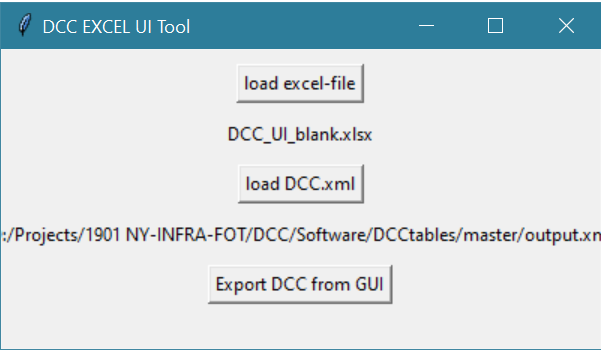 DCC EXCEL UI Tool
load excel-file
DCC_UI_blank.xlsx
load DCC.xml
:/Projects/1901 NY-INFRA-FOT/DCC/Software/DCCtables/master/output.xm
Export DCC from GUI